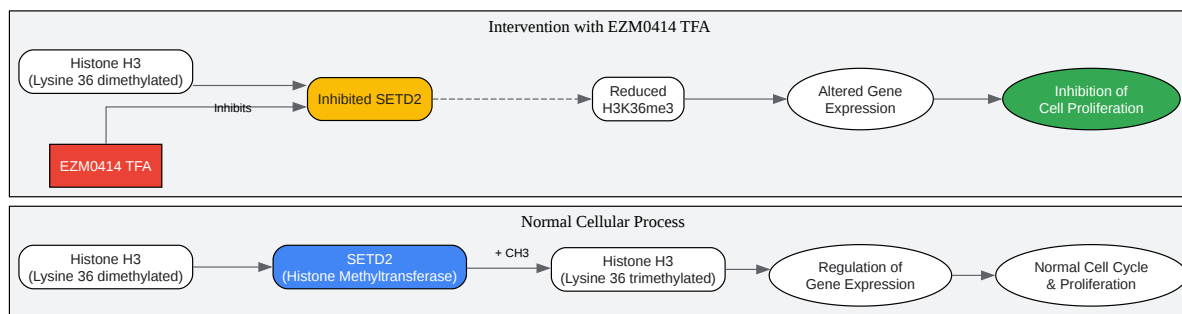 Intervention with EZM0414 TFA
Histone H3
(Lysine 36 dimethylated)
Inhibits
EZM0414 TFA
Inhibited SETD2
Reduced
H3K36me3
Altered Gene
Expression
Inhibition of
Cell Proliferation
Normal Cellular Process
Histone H3
(Lysine 36 dimethylated)
SETD2
(Histone Methyltransferase)
+ CH3
Histone H3
(Lysine 36 trimethylated)
Regulation of
Gene Expression
Normal Cell Cycle
& Proliferation